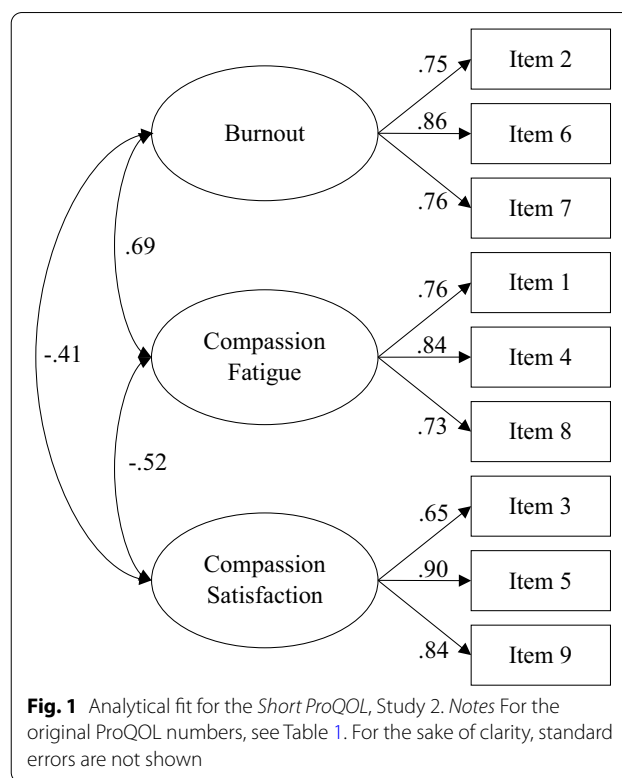 .75
Item 2
Burnout
.86
Item 6
.76
Item 7
.69
.76
Item 1
-.41
Compassion
Fatigue
.84
Item 4
.73
Item 8
-.52
.65
Item 3
Compassion
Satisfaction
.90
Item 5
.84
Item 9
Fig. 1 Analytical fit for the Short ProQOL, Study 2. Notes For the
original ProQOL numbers, see Table 1. For the sake of clarity, standard
errors are not shown